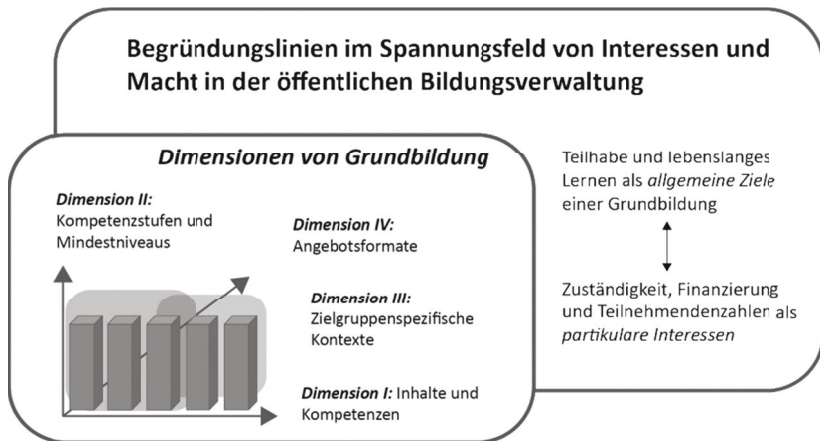 Begründungslinien im Spannungsfeld von Interessen und
Macht in der öffentlichen Bildungsverwaltung
Dimensionen von Grundbildung
Dimension II:
Kompetenzstufen und
Mindestniveaus
Dimension IV:
Angebotsformate
Dimension III:
Zielgruppenspezifische
Kontexte
Dimension I: Inhalte und
Kompetenzen
Teilhabe und lebenslanges
Lernen als allgemeine Ziele
einer Grundbildung
Zuständigkeit, Finanzierung
und Teilnehmendenzahlen als
partikulare Interessen